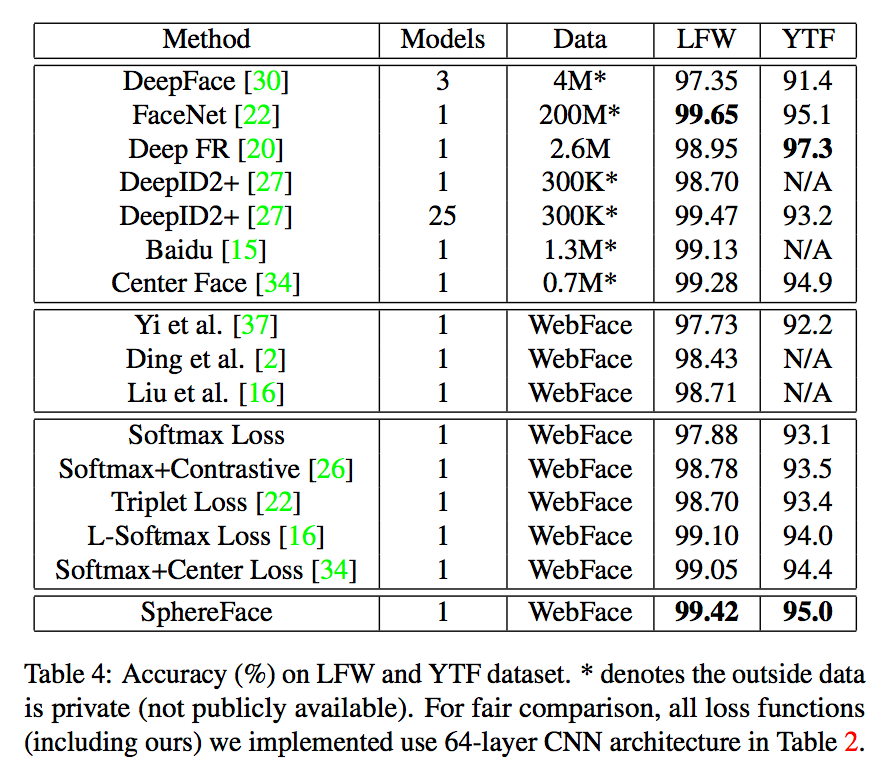 Method Models Data LFW YTF
DeepFace [30] 3 4M* 97.35 91.4
FaceNet [22] 1 200M* 99.65 95.1
Deep FR [20] 1 2.6M 98.95 97.3
DeepID2+ [27] 1 300K* 98.70 N/A
DeepID2+ [27] 25 300K* 99.47 93.2
Baidu [15] 1 1.3M* 99.13 N/A
Center Face [34] 1 0.7M* 99.28 94.9
Yi et al. [37] 1 WebFace 97.73 92.2
Ding et al. [2] 1 WebFace 98.43 N/A
Liu et al. [16] 1 WebFace 98.71 N/A
Softmax Loss 1 WebFace 97.88 93.1
Softmax+Contrastive [26] 1 WebFace 98.78 93.5
Triplet Loss [22] 1 WebFace 98.70 93.4
L-Softmax Loss [16] 1 WebFace 99.10 94.0
Softmax+Center Loss [34] 1 WebFace 99.05 94.4
SphereFace 1 WebFace 99.42 95.0
Table 4: Accuracy (%) on LFW and YTF dataset. * denotes the outside data
is private (not publicly available). For fair comparison, all loss functions
(including ours) we implemented use 64-layer CNN architecture in Table 2.